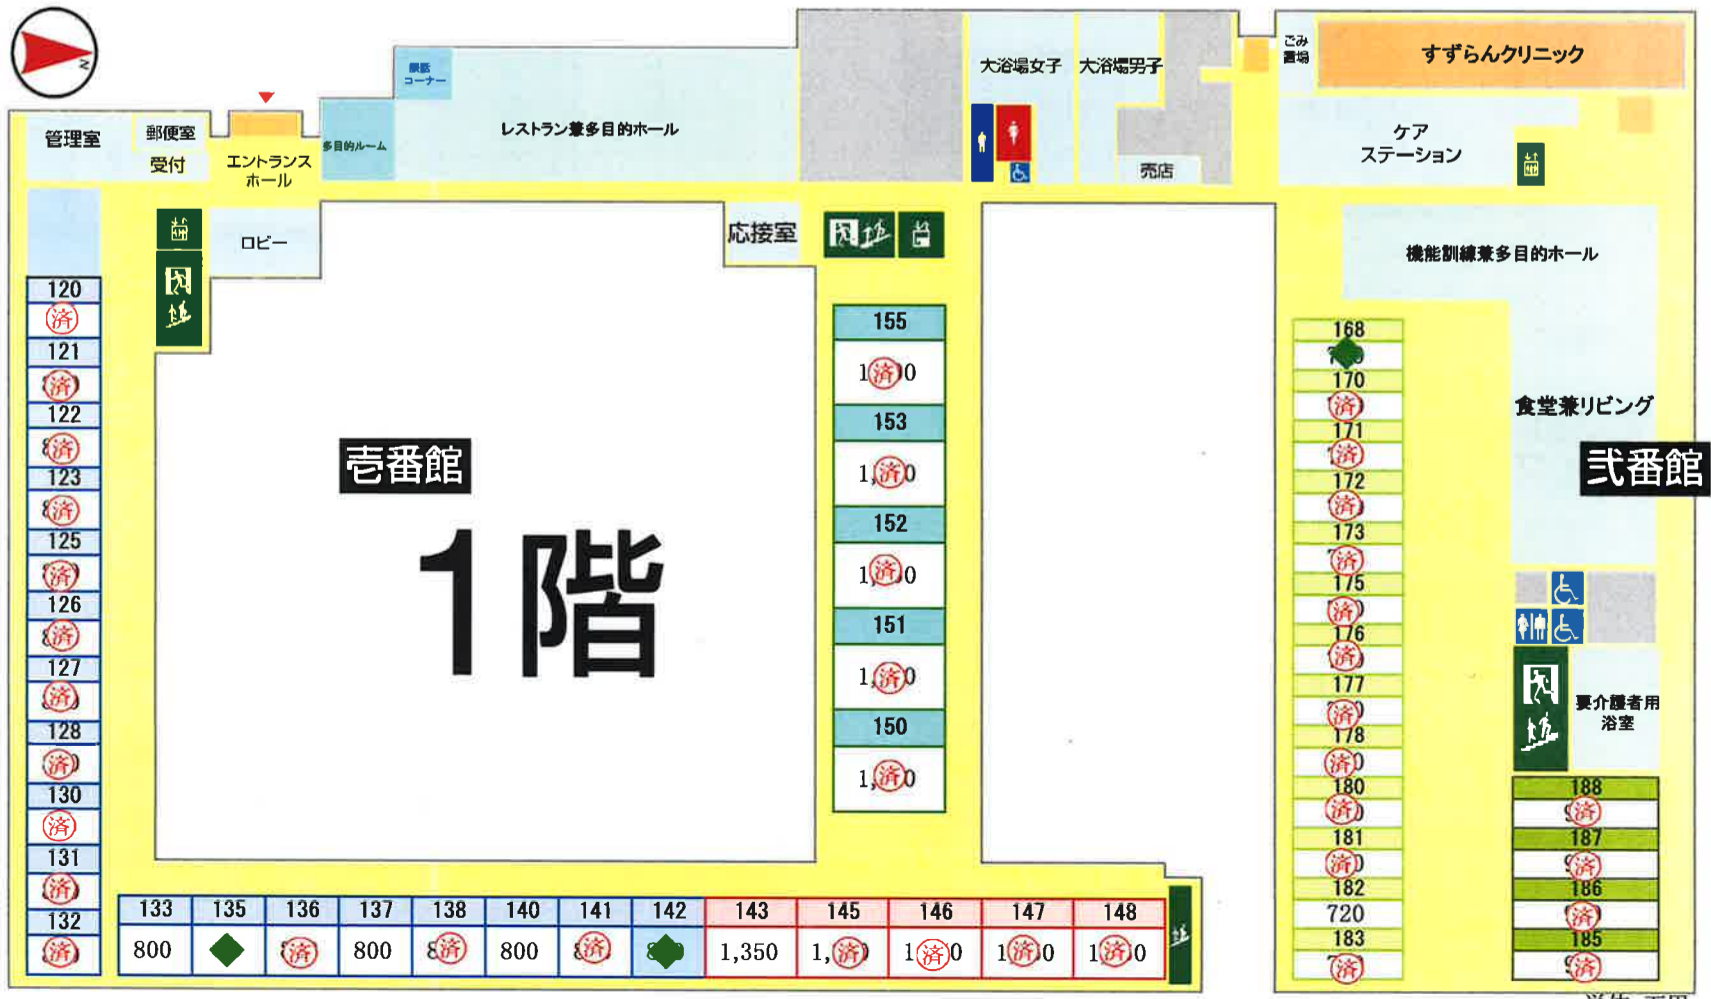 N
管理室
郵便室
受付
エントランス
ホール
多目的ルーム
コーナー
レストラン兼多目的ホール
大浴場女子
大浴場男子
売店
ごみ
置場
すずらんクリニック
ケア
ステーション
ロビー
応接室
機能訓練兼多目的ホール
食堂兼リビング
要介護者用
浴室
壱番館
1階
弐番館
120
済
121
済
122
済
123
済
125
済
126
済
127
済
128
済
130
済
131
済
132
済
133 135 136 137 138 140 141 142 143 145 146 147 148
800 済 800 済 800 済 1,350 済 済 済 済
155
済
153
済
152
済
151
済
150
済
168
170
済
171
済
172
済
173
済
175
済
176
済
177
済
178
済
180
済
181
済
182
720
183
済
188
済
187
済
186
済
185
済